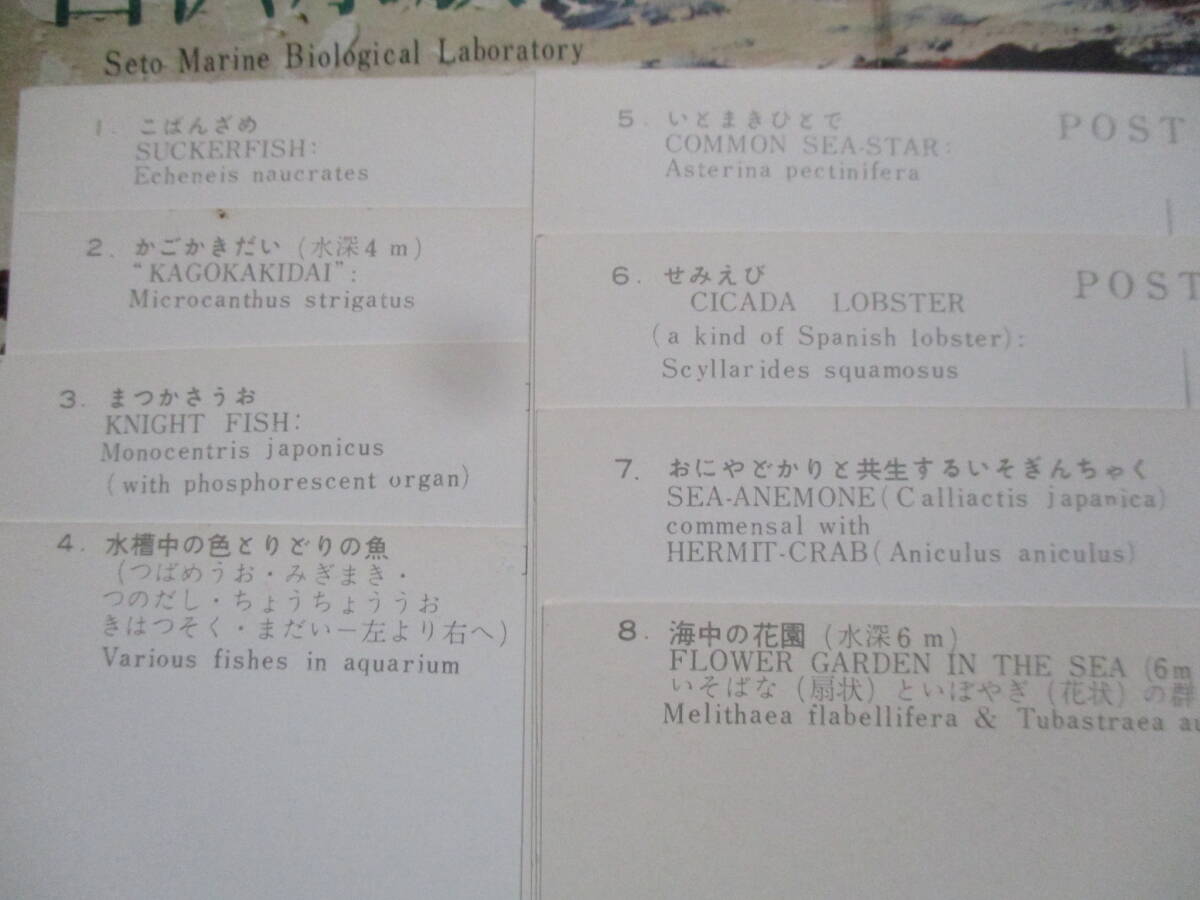 Seto Marine Biological Laboratory
1. こばんざめ
SUCKERFISH:
Echeneis naucrates
2. かごかきだい (水深4 m)
"KAGOKAKIDAI":
Microcanthus strigatus
3. まつかさうお
KNIGHT FISH:
Monocentris japonicus
(with phosphorescent organ)
4. 水槽中の色とりどりの魚
(つばめうお・みぎまき・
つのだし・ちょうちょううお
きはつそく・まだい—左より右へ)
Various fishes in aquarium
5. いとまきひとで
COMMON SEA-STAR:
Asterina pectinifera
POST
6. せみえび
CICADA LOBSTER
(a kind of Spanish lobster):
Scyllarides squamosus
POST
7. おにやどかりと共生するいそぎんちゃく
SEA-ANEMONE(Calliactis japanica)
commensal with
HERMIT-CRAB(Aniculus aniculus)
8. 海中の花園 (水深6 m)
FLOWER GARDEN IN THE SEA (6m
いそばな (扇状) といぼやぎ (花状) の群
Melithaea flabellifera & Tubastraea au